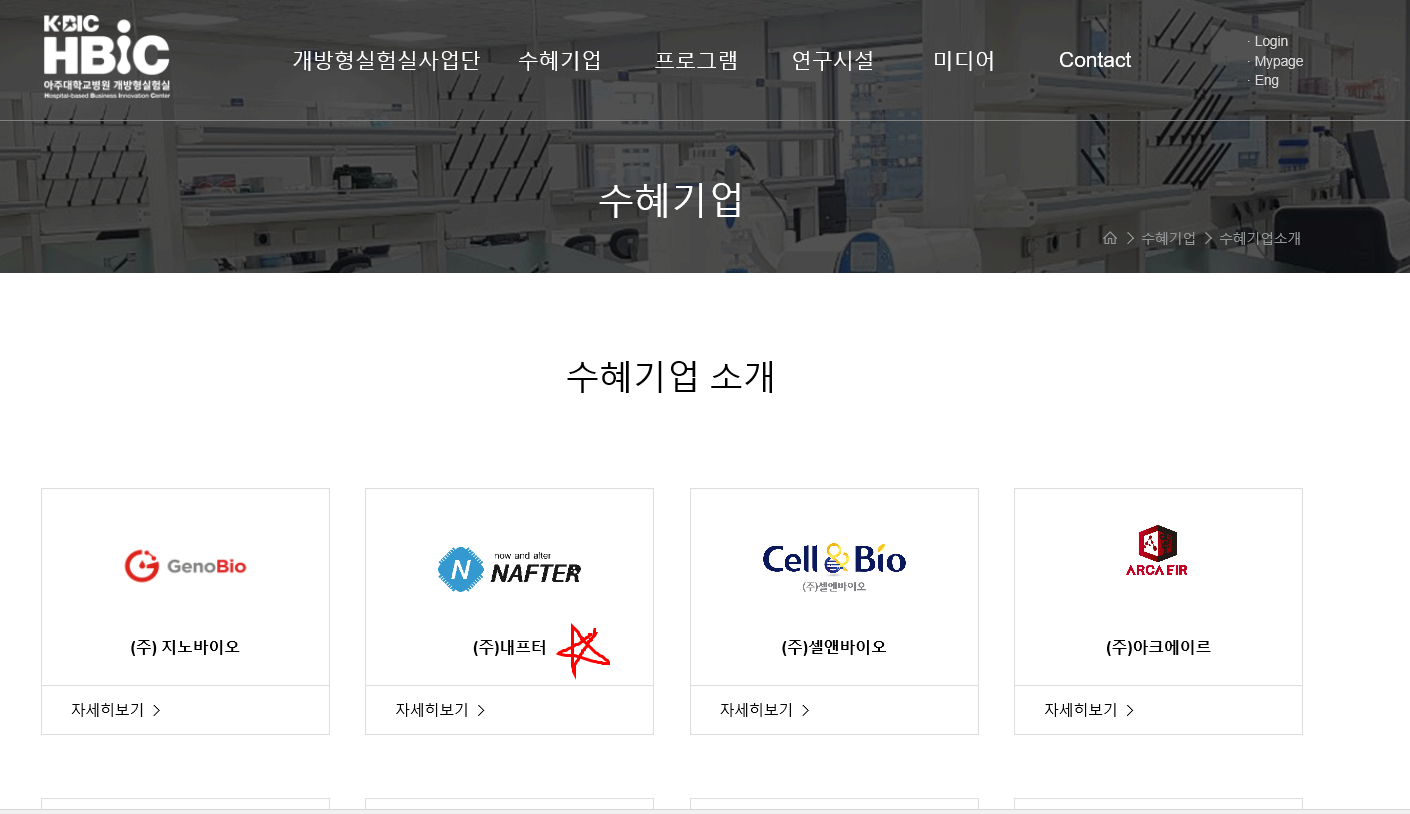 K-BIC
HBIC
아주대학교병원 개방형실험실
Hospital-based Business Innovation Center
개방형실험실사업단 수혜기업 프로그램 연구시설 미디어 Contact
· Login
· Mypage
· Eng
수혜기업
수혜기업 수혜기업소개
수혜기업 소개
GenoBio
(주) 지노바이오
자세히보기
now and after
N NAFTER
(주)내프터
자세히보기
Cell & Bio
(주)셀앤바이오
(주)셀앤바이오
자세히보기
ARCA EIR
(주)아크에이르
자세히보기